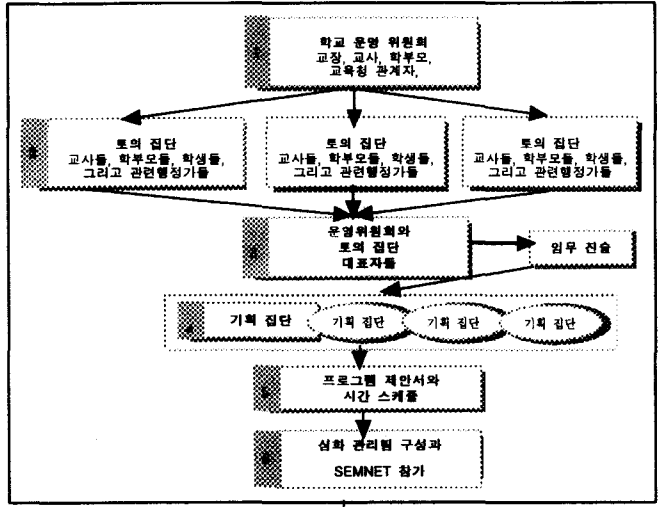 학교 운영 위원회
교장, 교사, 학부모,
교육청 관계자,
토의 집단
교사들, 학부모들, 학생들,
그리고 관련행정가들
토의 집단
교사들, 학부모들, 학생들,
그리고 관련행정가들
토의 집단
교사들, 학부모들, 학생들,
그리고 관련행정가들
운영위원회와
토의 집단
대표자들
임무 진술
기획 집단
기획 집단
기획 집단
기획 집단
프로그램 제안서와
시간 스케쥴
심화 관리팀 구성과
SEMNET 참가